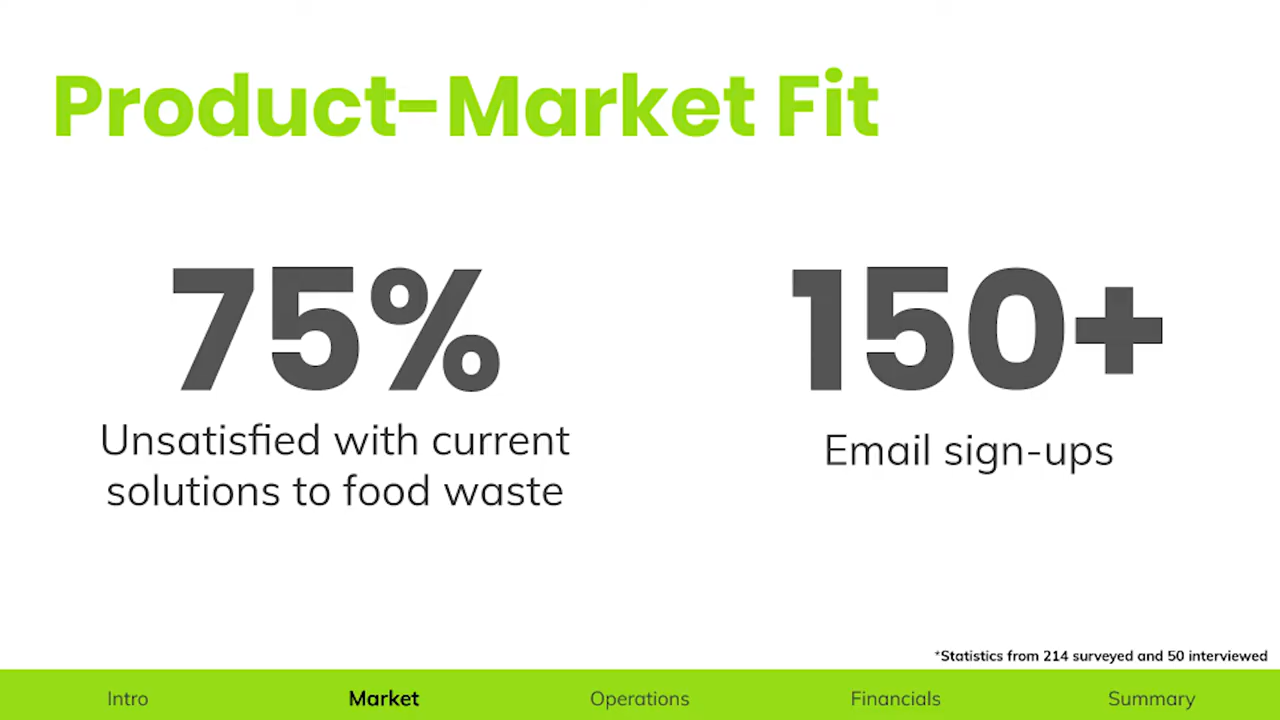 Product-Market Fit
75%
Unsatisfied with current
solutions to food waste
150+
Email sign-ups
*Statistics from 214 surveyed and 50 interviewed
Intro Market Operations Financials Summary